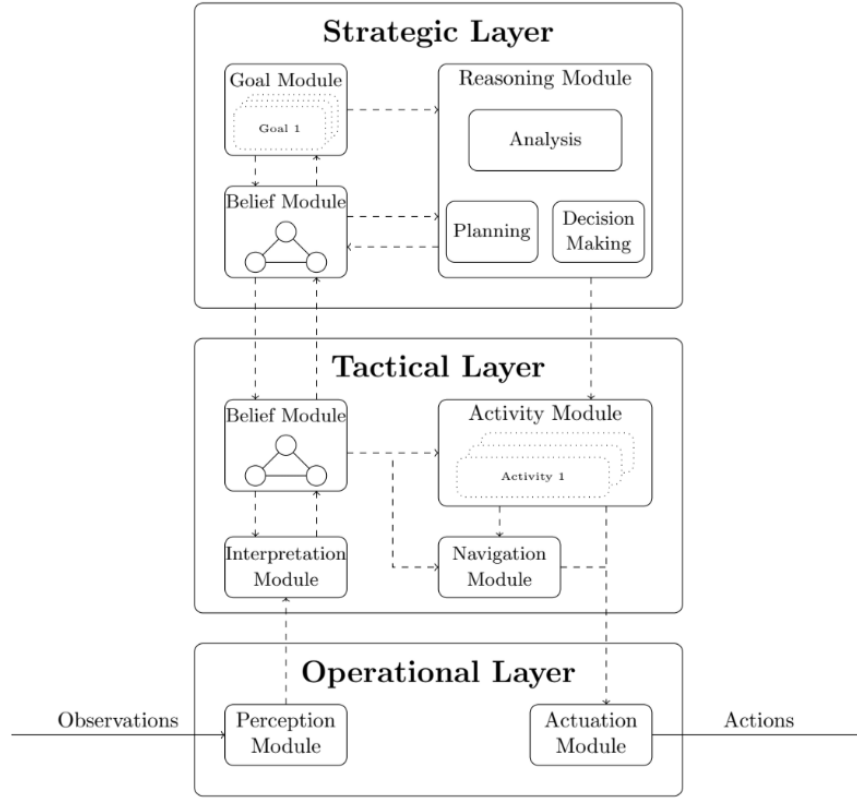 Strategic Layer
Goal Module
Goal 1
Reasoning Module
Analysis
Belief Module
Planning
Decision
Making
Tactical Layer
Belief Module
Activity Module
Activity 1
Interpretation
Module
Navigation
Module
Operational Layer
Observations
Perception
Module
Actuation
Module
Actions